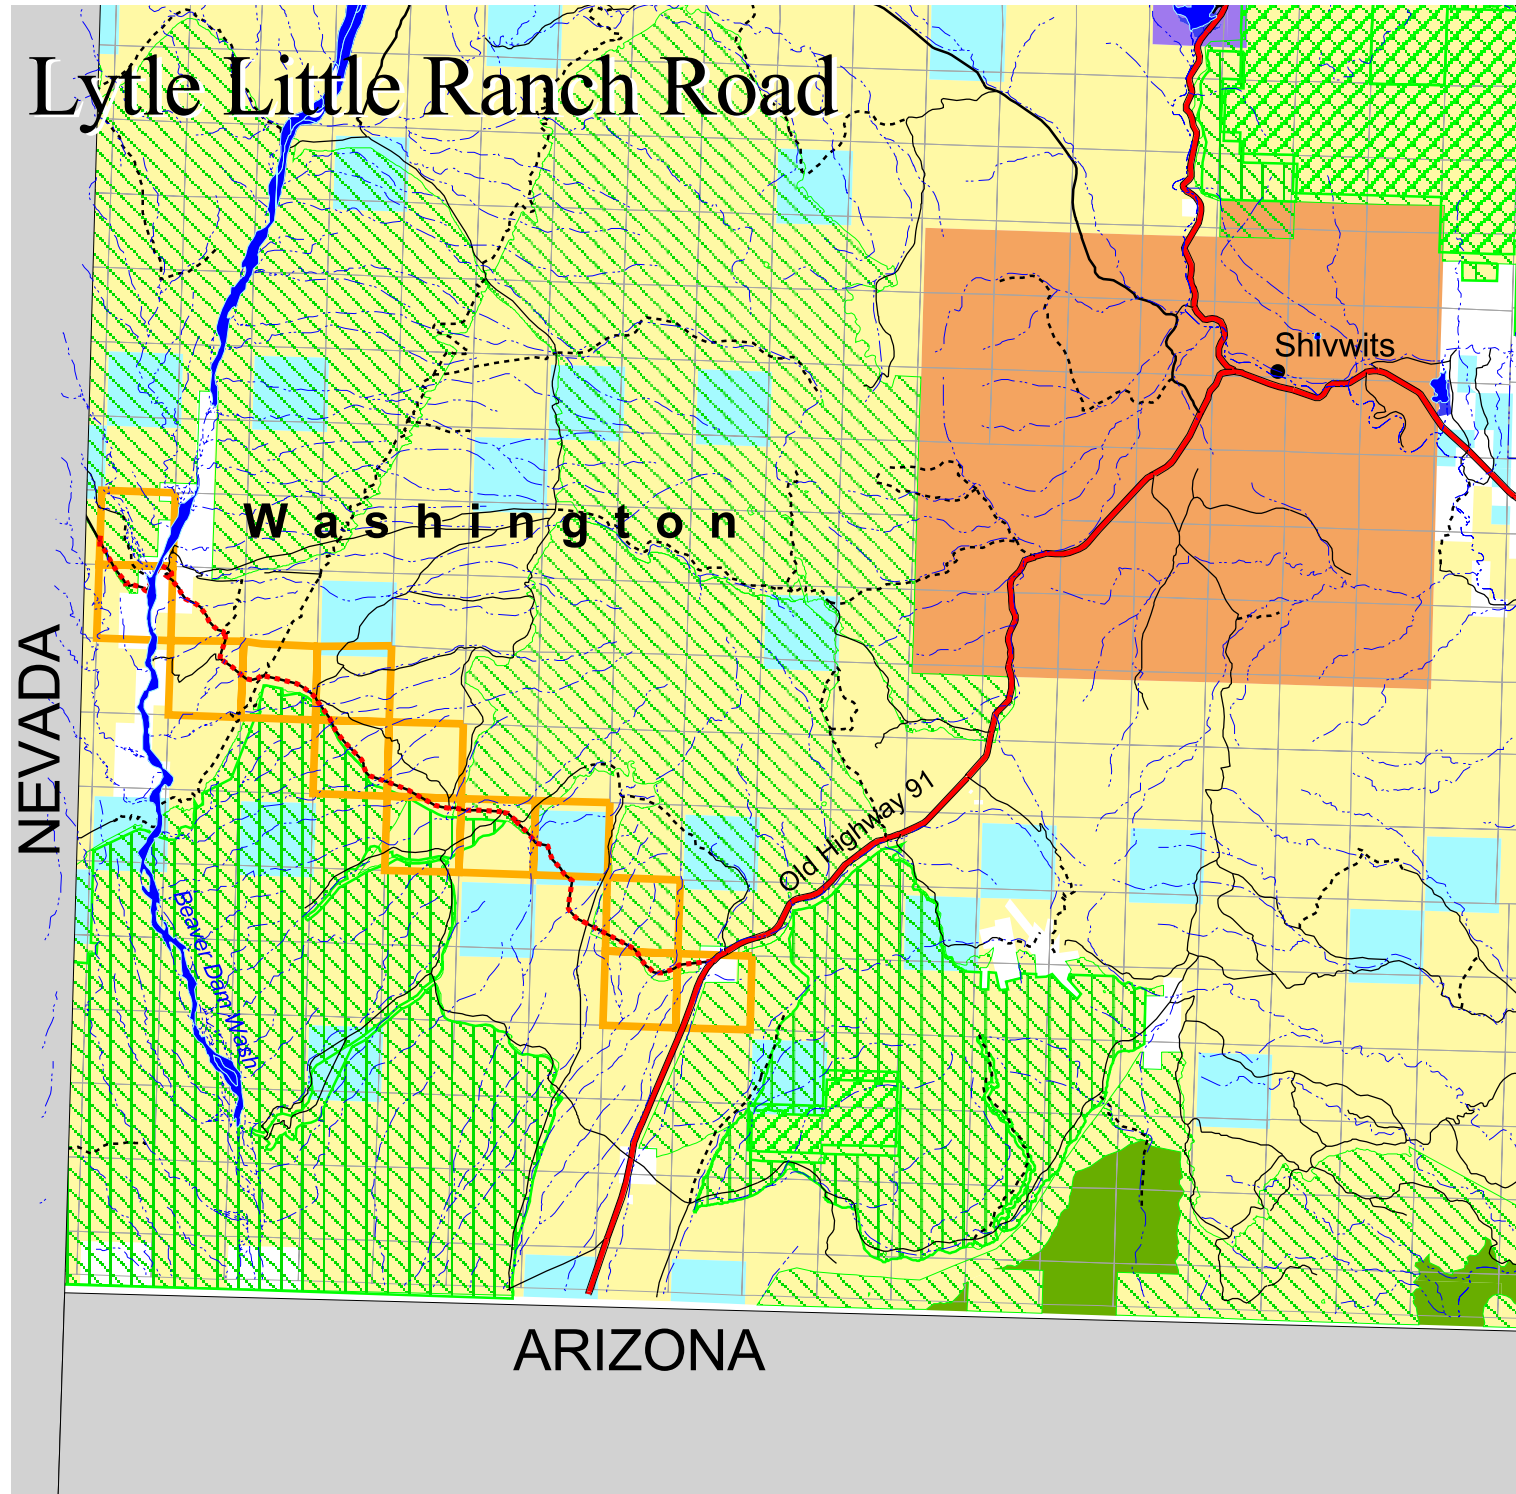 Lytle Little Ranch Road
Shivwits
Washington
NEVADA
Old Highway 91
Beaver Dam Wash
ARIZONA